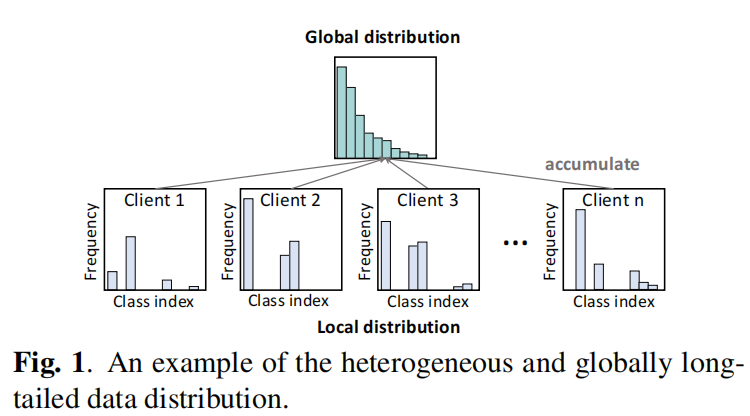 Global distribution
accumulate
Client 1
Client 2
Client 3
Client n
Frequency
Frequency
Frequency
Frequency
...
Class index
Class index
Class index
Class index
Local distribution
Fig. 1. An example of the heterogeneous and globally long-
tailed data distribution.